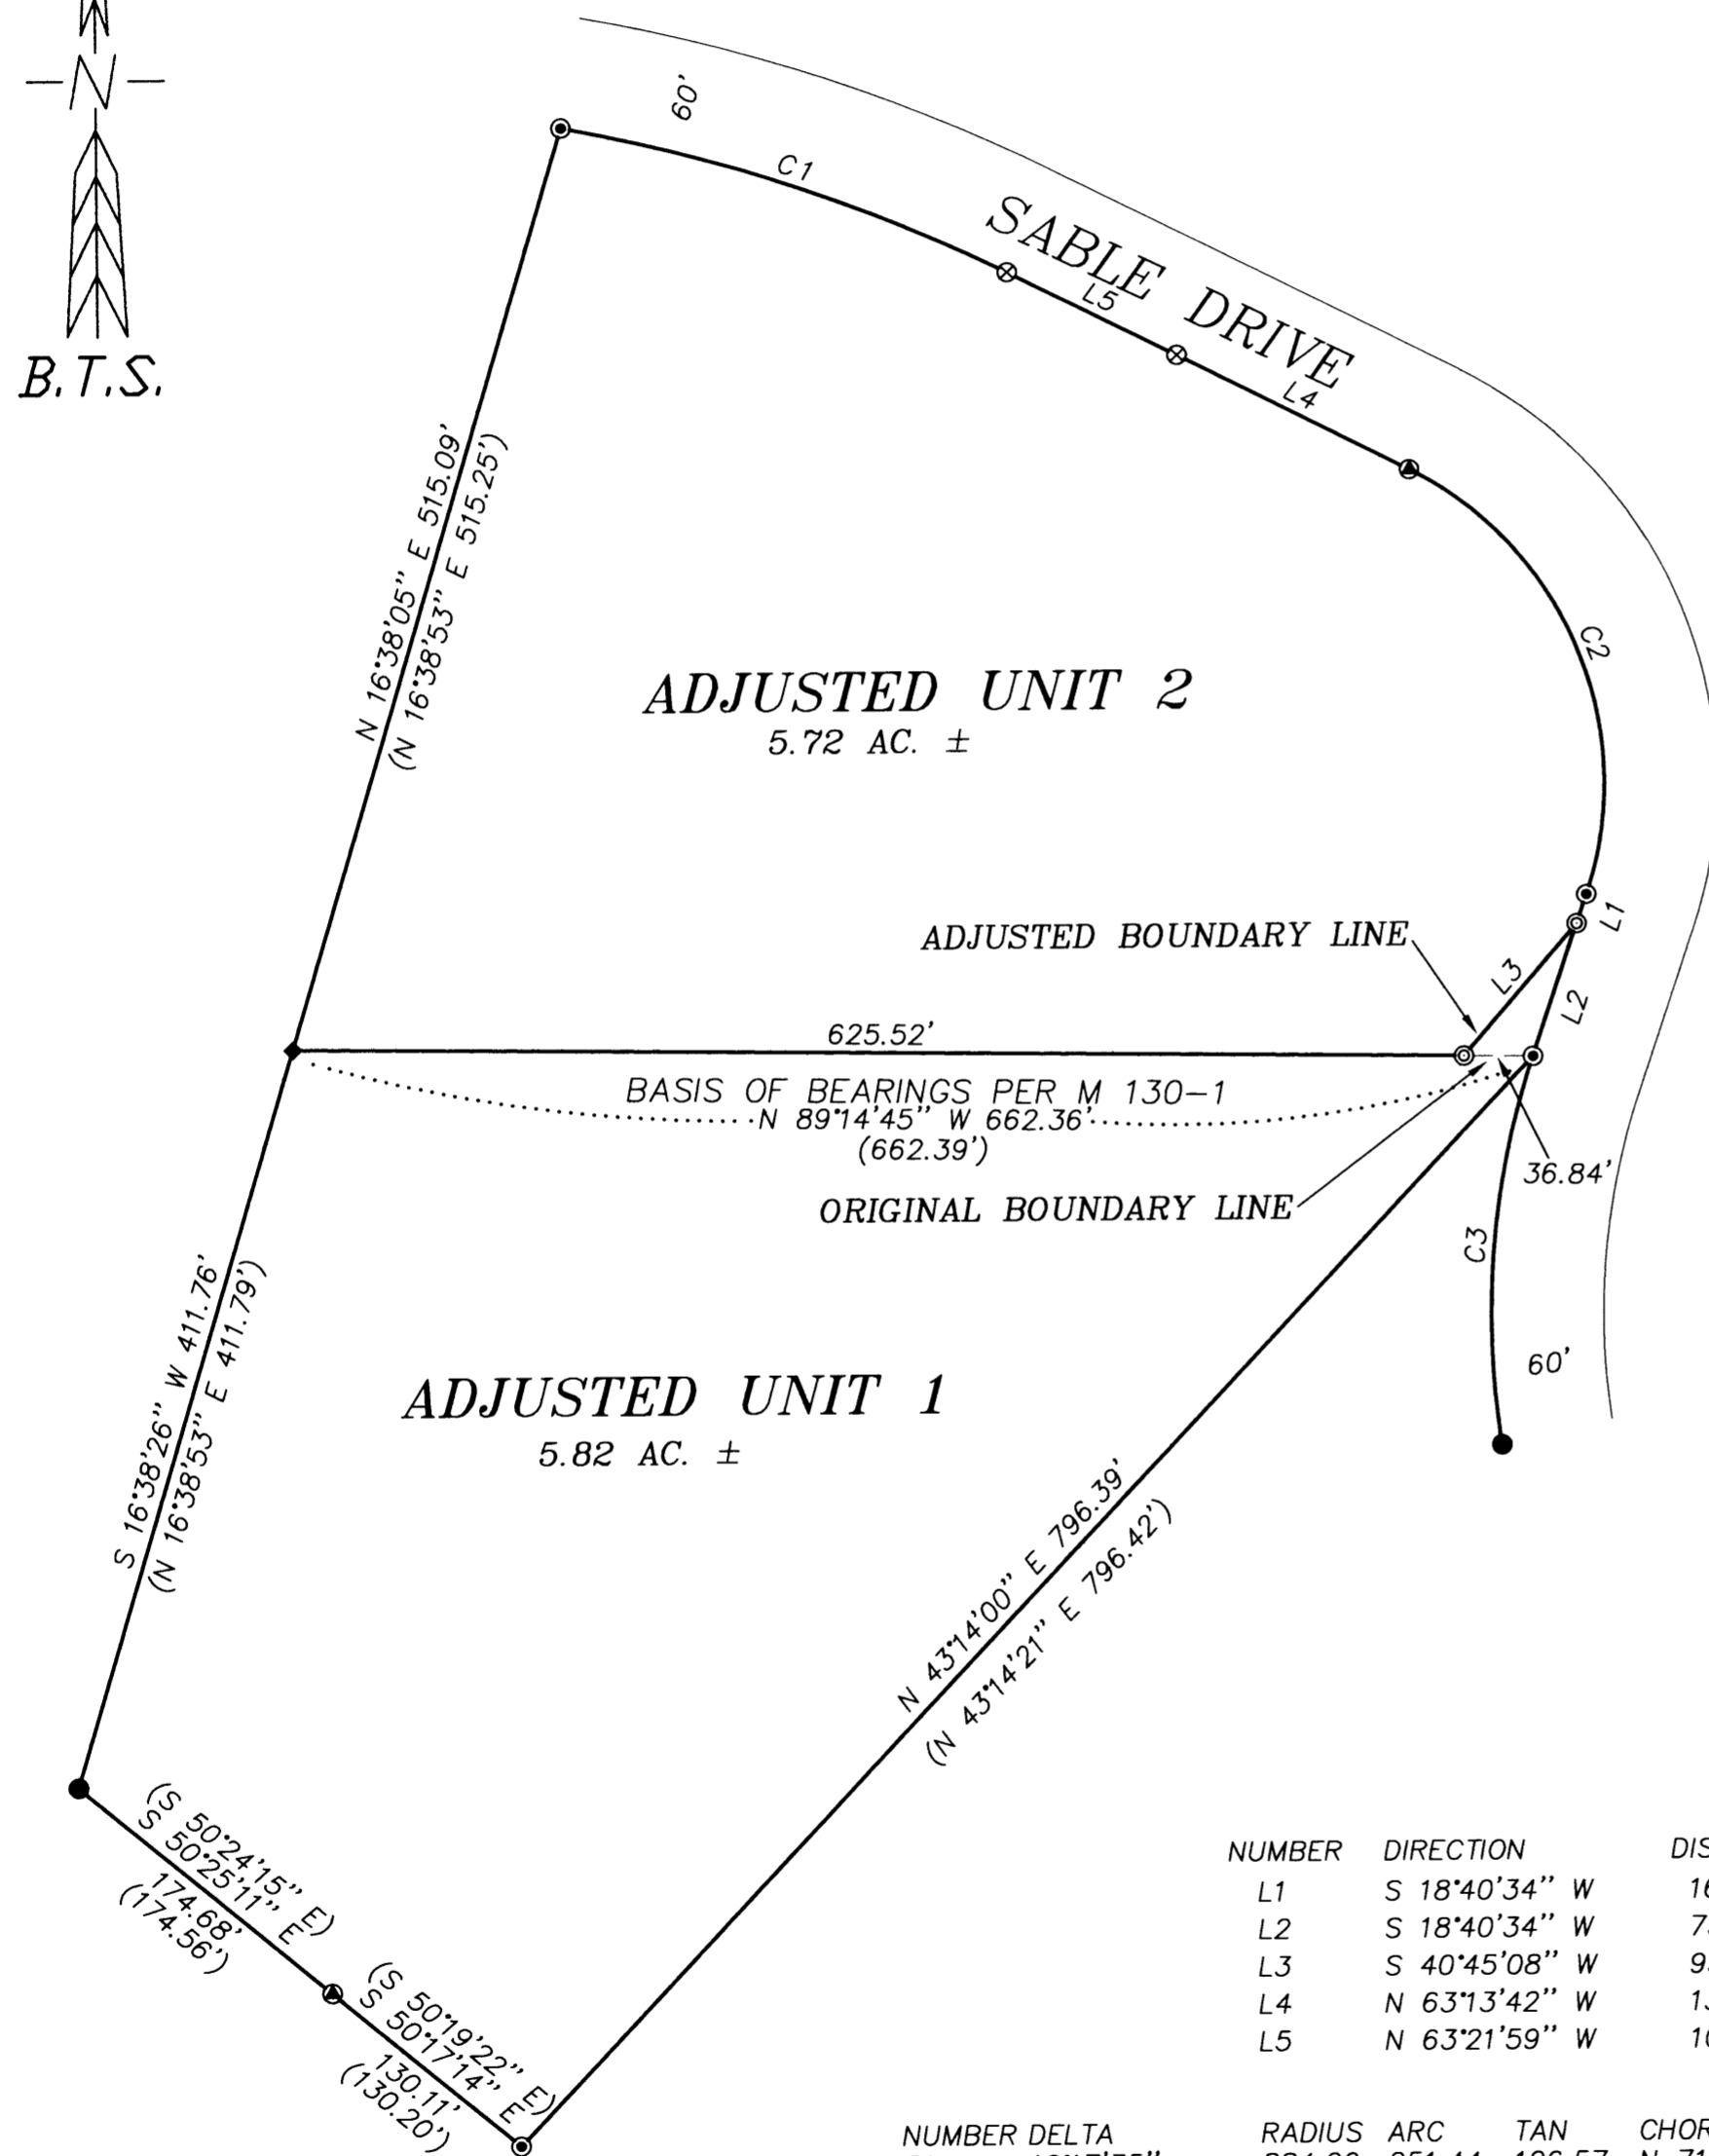 N
B.T.S.
60'
C1
SABLE DRIVE
L5
L4
C2
N 16°38'05" E 515.09'
(N 16°38'53" E 515.25')
ADJUSTED UNIT 2
5.72 AC. ±
ADJUSTED BOUNDARY LINE
L1
L3
L2
625.52'
BASIS OF BEARINGS PER M 130-1
N 89°14'45" W 662.36'
(662.39')
36.84'
ORIGINAL BOUNDARY LINE
C3
60'
S 16°38'26" W 411.76'
(N 16°38'53" E 411.79')
ADJUSTED UNIT 1
5.82 AC. ±
N 43°14'00" E 796.39'
(N 43°14'21" E 796.42')
(S 50°24'15" E)
S 50°25'11" E
174.68'
(174.56')
(S 50°19'22" E)
S 50°17'14" E
130.11'
(130.20')
NUMBER DIRECTION DIS
L1 S 18°40'34" W 16
L2 S 18°40'34" W
L3 S 40°45'08" W
L4 N 63°13'42" W
L5 N 63°21'59" W 10
NUMBER DELTA RADIUS ARC TAN CHOR